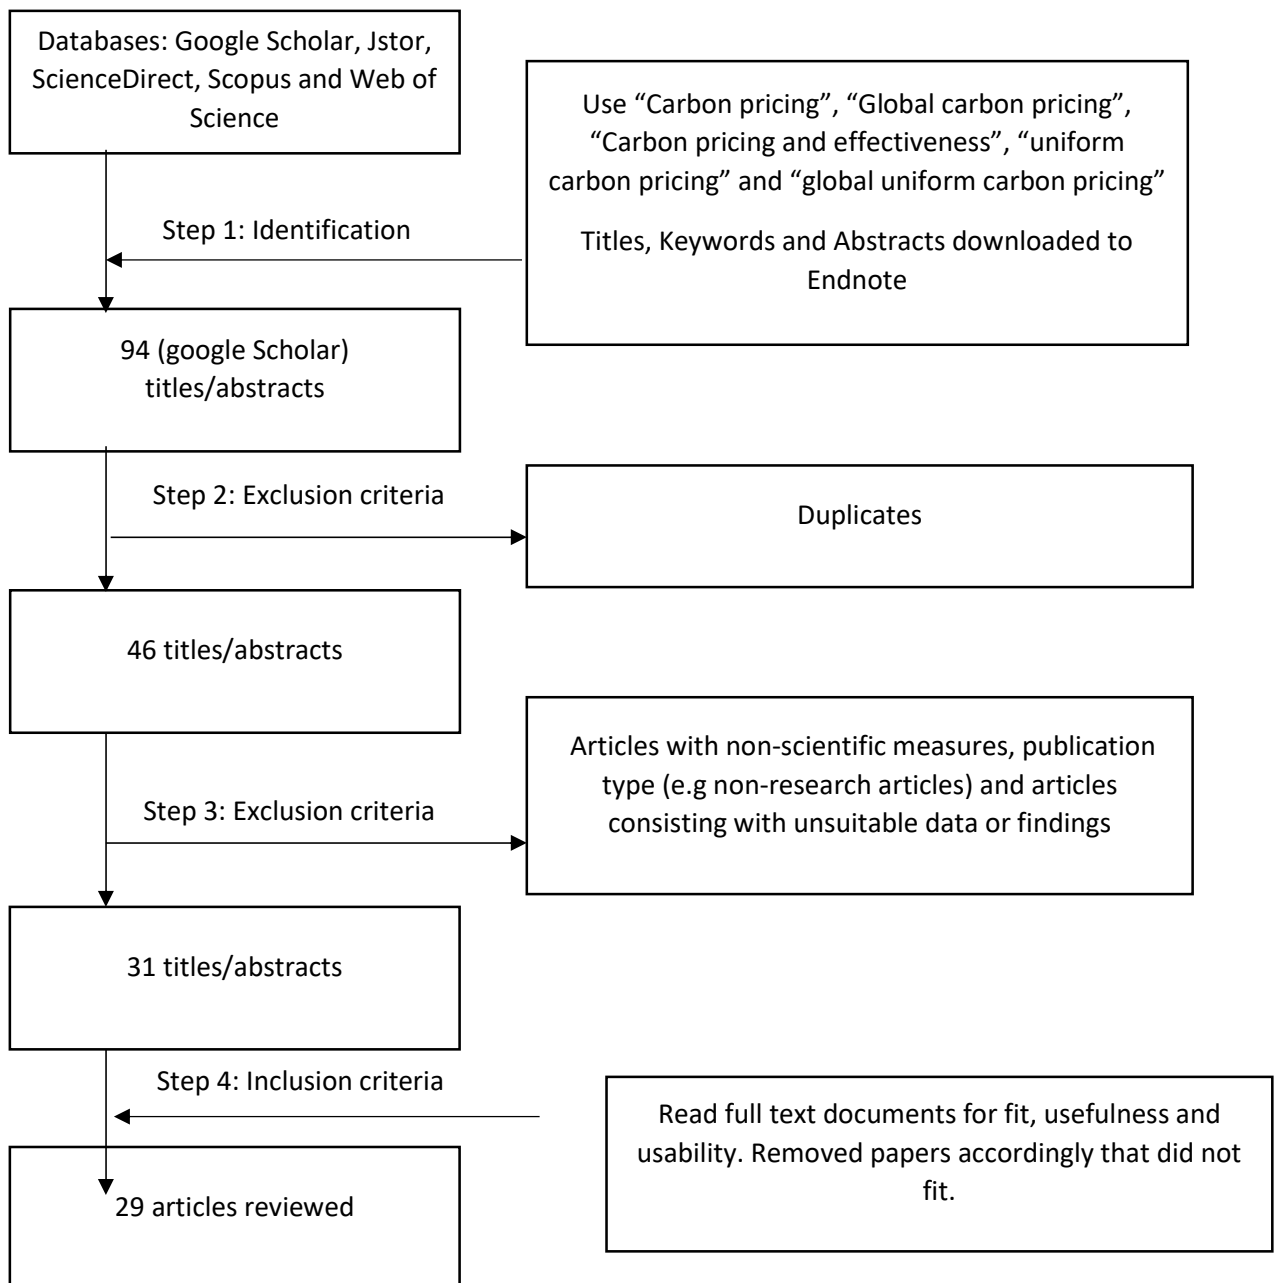 Databases: Google Scholar, Jstor,
ScienceDirect, Scopus and Web of
Science
Use “Carbon pricing”, “Global carbon pricing”,
“Carbon pricing and effectiveness”, “uniform
carbon pricing” and “global uniform carbon pricing”
Titles, Keywords and Abstracts downloaded to
Endnote
Step 1: Identification
94 (google Scholar)
titles/abstracts
Step 2: Exclusion criteria
Duplicates
46 titles/abstracts
Articles with non-scientific measures, publication
type (e.g non-research articles) and articles
consisting with unsuitable data or findings
Step 3: Exclusion criteria
31 titles/abstracts
Step 4: Inclusion criteria
Read full text documents for fit, usefulness and
usability. Removed papers accordingly that did not
fit.
29 articles reviewed